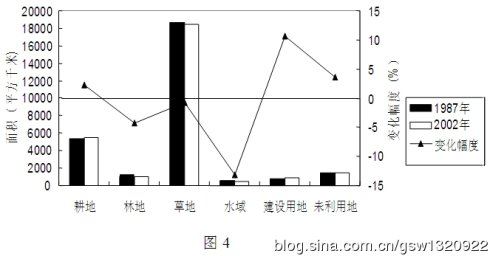 面积（平方千米）
20000
18000
16000
14000
12000
10000
8000
6000
4000
2000
0
耕地 林地 草地 水域 建设用地 未利用地
15
10
5
0
-5
-10
-15
变化幅度（%）
1987年
2002年
变化幅度
图 4
blog.sina.com.cn/gsw1320922